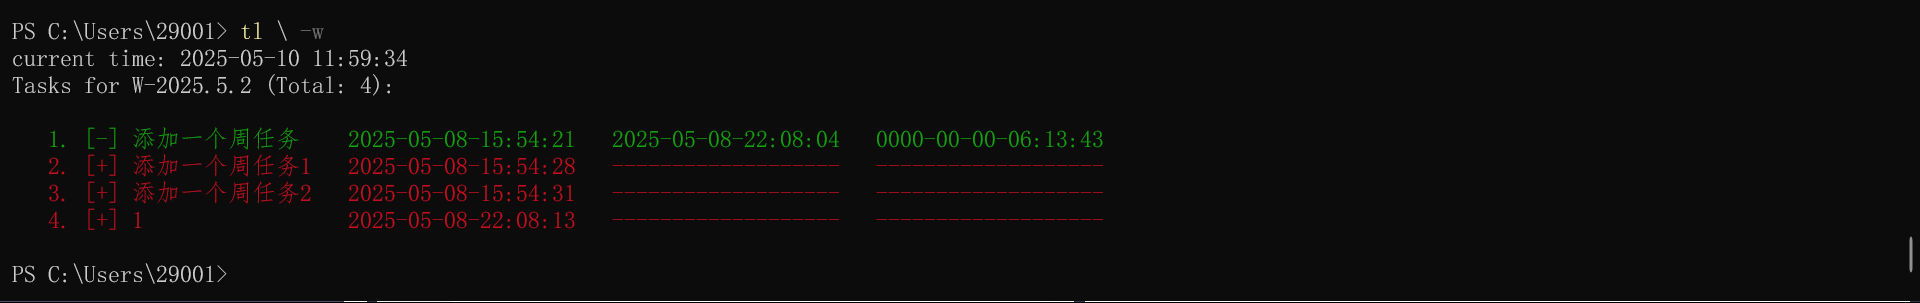 PS C:\Users\29001> tl \ -w
current time: 2025-05-10 11:59:34
Tasks for W-2025.5.2 (Total: 4):
1. [-] 添加一个周任务 2025-05-08-15:54:21 2025-05-08-22:08:04 0000-00-00-06:13:43
2. [+] 添加一个周任务1 2025-05-08-15:54:28 ------------------- -------------------
3. [+] 添加一个周任务2 2025-05-08-15:54:31 ------------------- -------------------
4. [+] 1 2025-05-08-22:08:13 ------------------- -------------------
PS C:\Users\29001>